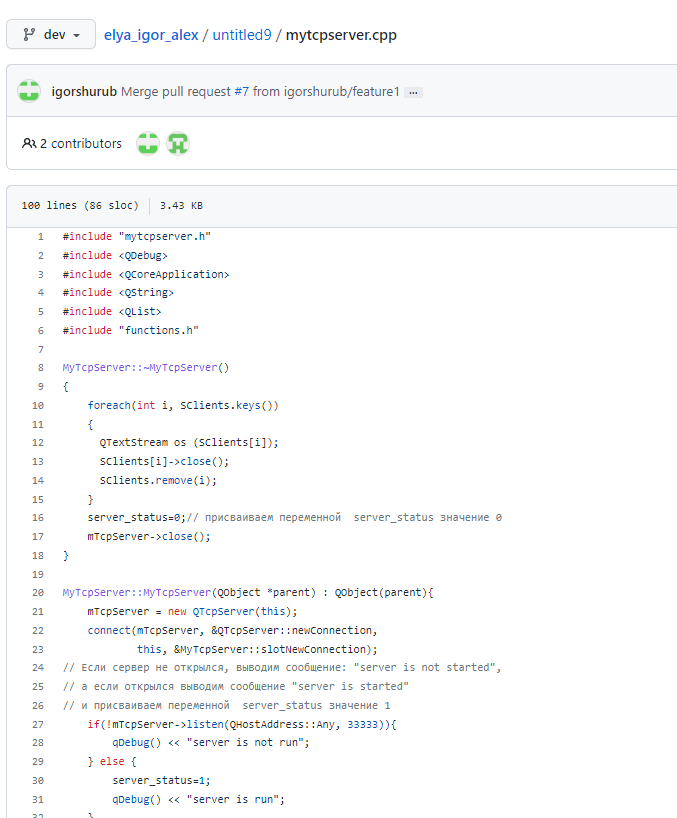 dev elya_igor_alex / untitled9 / mytcpserver.cpp
igorshurub Merge pull request #7 from igorshurub/feature1 ...
2 contributors
100 lines (86 sloc) 3.43 KB
1 #include "mytcpserver.h"
2 #include <QDebug>
3 #include <QCoreApplication>
4 #include <QString>
5 #include <QList>
6 #include "functions.h"
7
8 MyTcpServer::~MyTcpServer()
9 {
10 foreach(int i, SClients.keys())
11 {
12 QTextStream os (SClients[i]);
13 SClients[i]->close();
14 SClients.remove(i);
15 }
16 server_status=0;// присваиваем переменной  server_status значение 0
17 mTcpServer->close();
18 }
19
20 MyTcpServer::MyTcpServer(QObject *parent) : QObject(parent){
21 mTcpServer = new QTcpServer(this);
22 connect(mTcpServer, &QTcpServer::newConnection,
23 this, &MyTcpServer::slotNewConnection);
24 // Если сервер не открылся, выводим сообщение: "server is not started",
25 // а если открылся выводим сообщение "server is started"
26 // и присваиваем переменной  server_status значение 1
27 if(!mTcpServer->listen(QHostAddress::Any, 33333)){
28 qDebug() << "server is not run";
29 } else {
30 server_status=1;
31 qDebug() << "server is run";
32 }